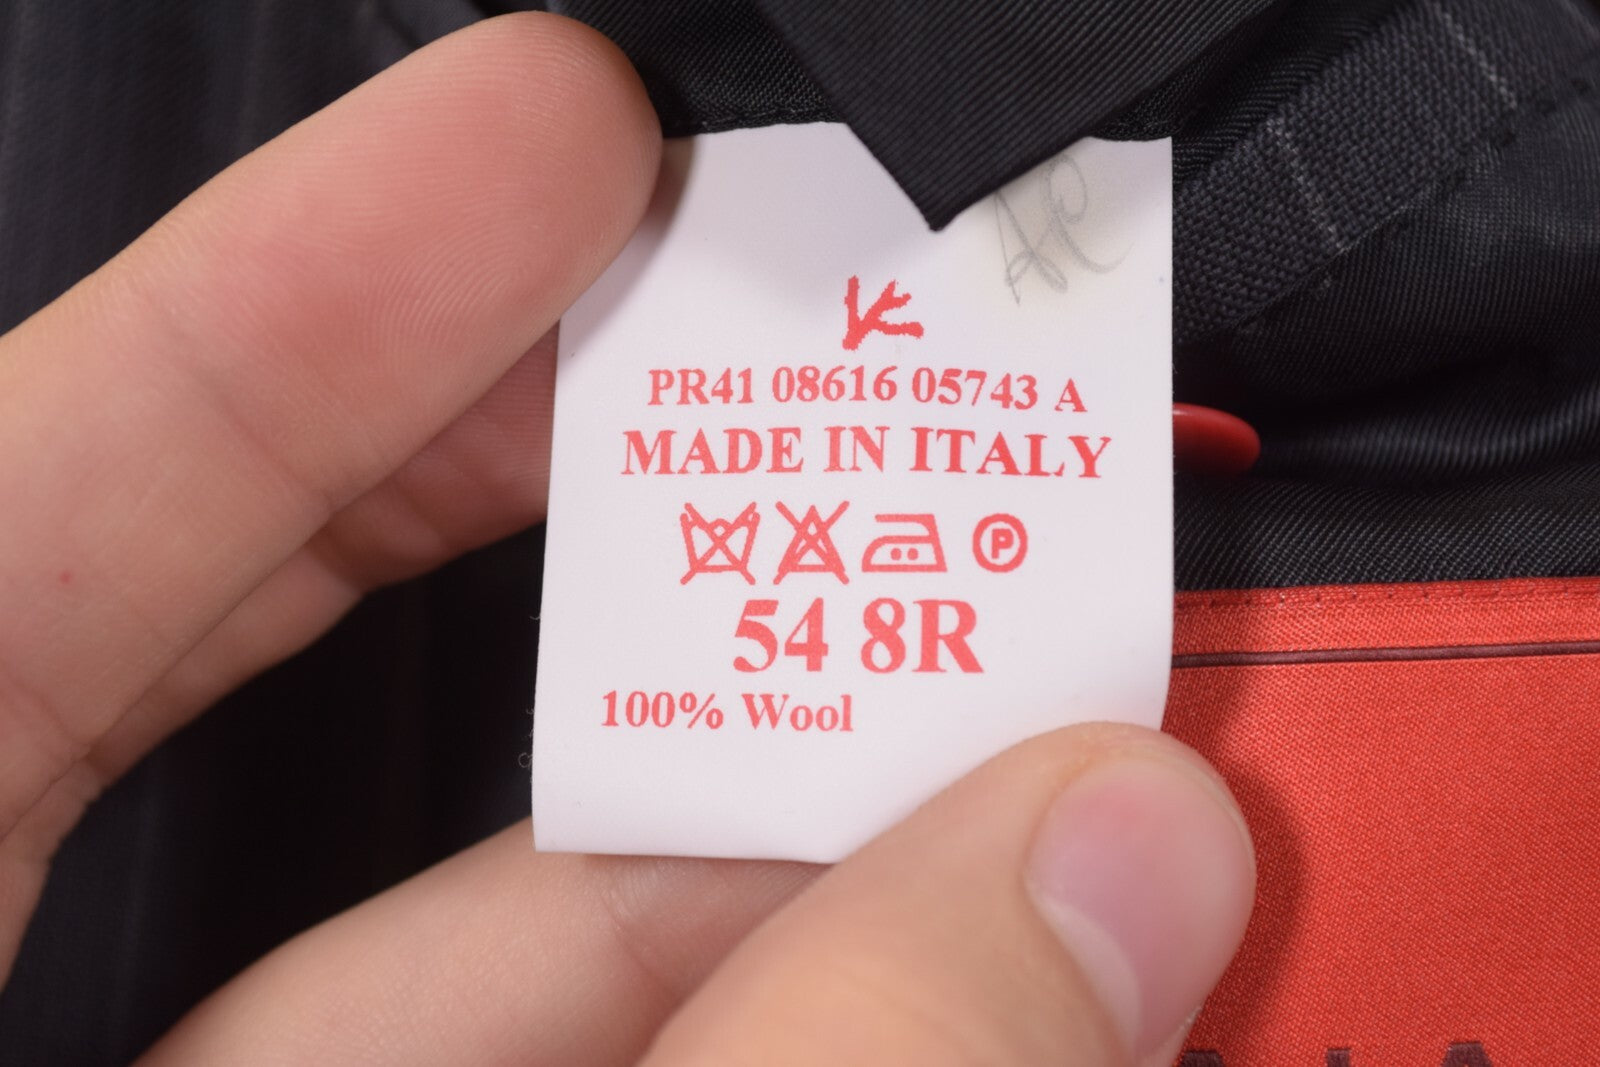 PR41 08616 05743 A
MADE IN ITALY
P
54 8R
100% Wool